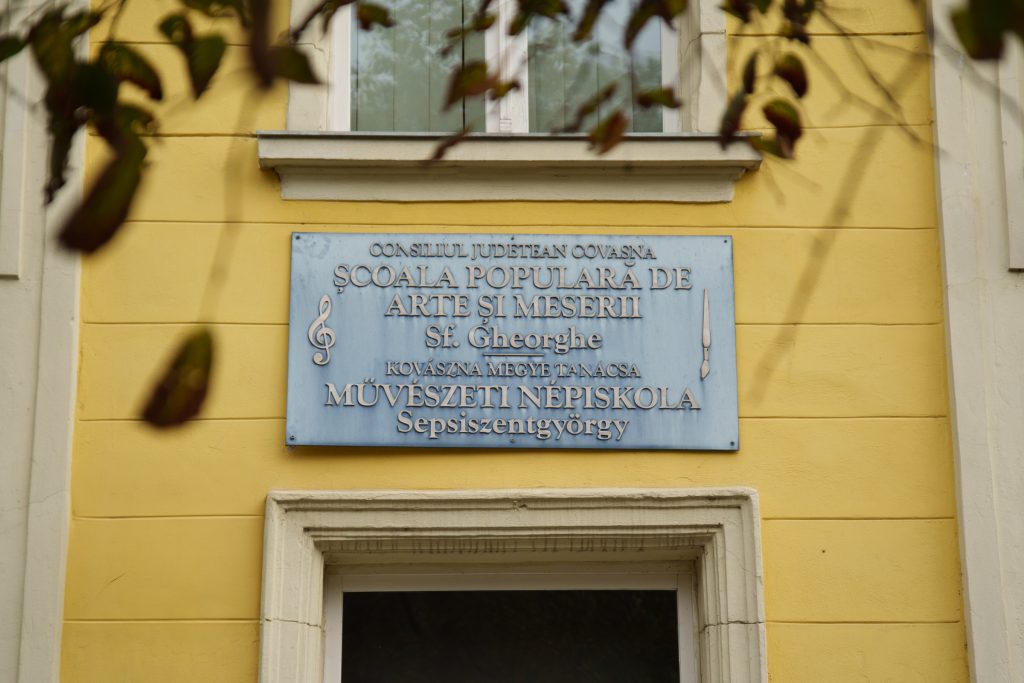 CONSILIUL JUDEȚEAN COVASNA
ȘCOALA POPULARĂ DE
ARTE ȘI MESERII
Sf. Gheorghe
KOVÁSZNA MEGYE TANÁCSA
MŰVÉSZETI NÉPISKOLA
Sepsiszentgyörgy